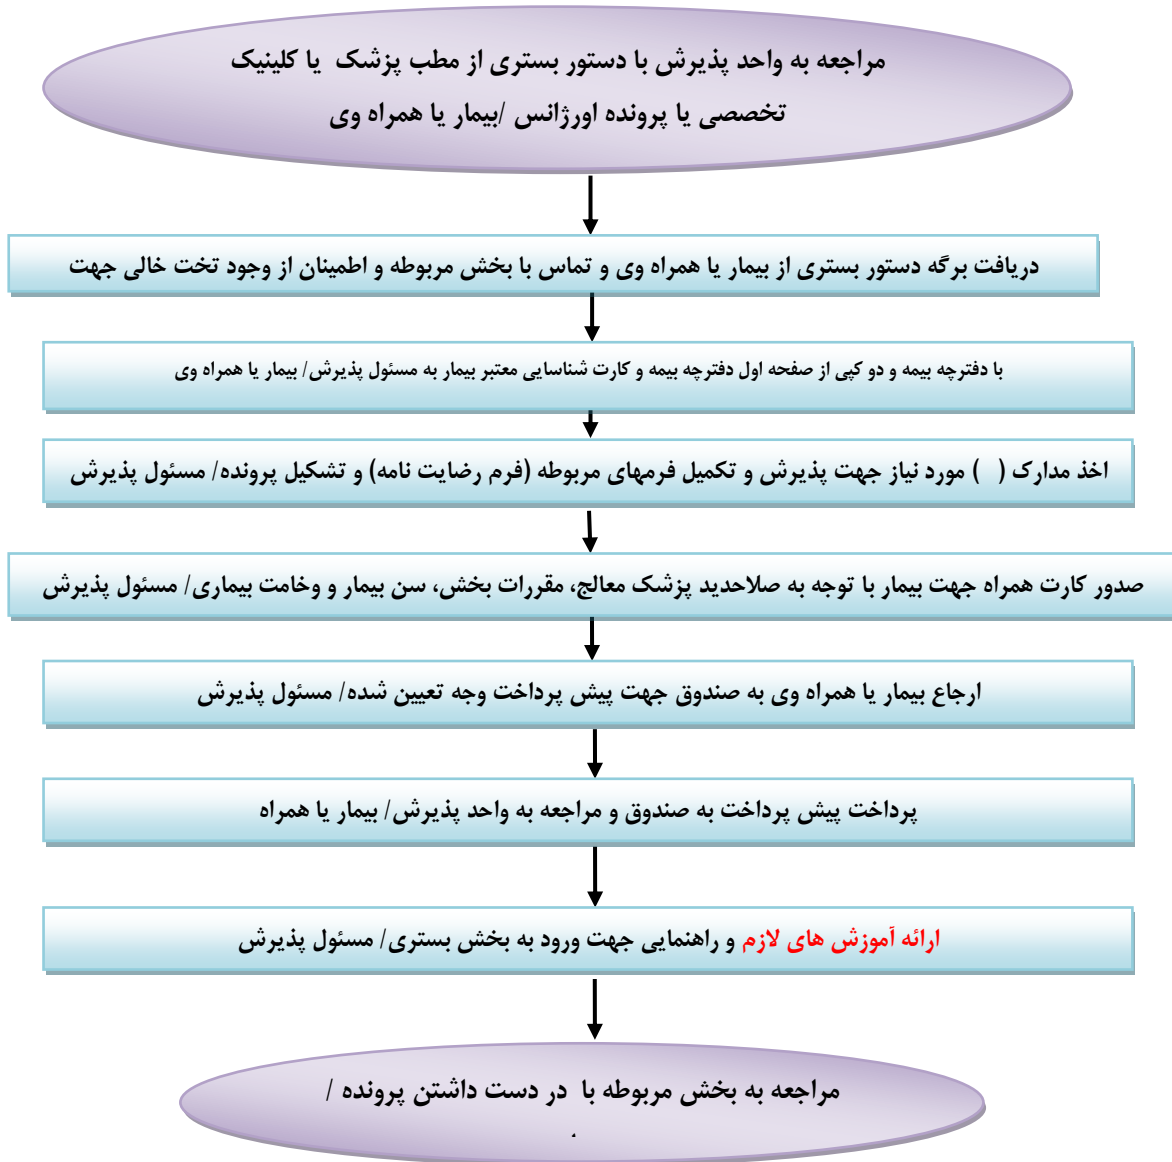 مراجعه به واحد پذیرش با دستور بستری از مطب پزشک یا کلینیک
تخصصی یا پرونده اورژانس /بیمار یا همراه وی
دریافت برگه دستور بستری از بیمار یا همراه وی و تماس با بخش مربوطه و اطمینان از وجود تخت خالی جهت
با دفترچه بیمه و دو کپی از صفحه اول دفترچه بیمه و کارت شناسایی معتبر بیمار به مسئول پذیرش/ بیمار یا همراه وی
اخذ مدارک ( ) مورد نیاز جهت پذیرش و تکمیل فرمهای مربوطه (فرم رضایت نامه) و تشکیل پرونده/ مسئول پذیرش
صدور کارت همراه جهت بیمار با توجه به صلاحدید پزشک معالج، مقررات بخش، سن بیمار و وخامت بیماری/ مسئول پذیرش
ارجاع بیمار یا همراه وی به صندوق جهت پیش پرداخت وجه تعیین شده/ مسئول پذیرش
پرداخت پیش پرداخت به صندوق و مراجعه به واحد پذیرش/ بیمار یا همراه
ارائه آموزش های لازم و راهنمایی جهت ورود به بخش بستری/ مسئول پذیرش
مراجعه به بخش مربوطه با در دست داشتن پرونده /